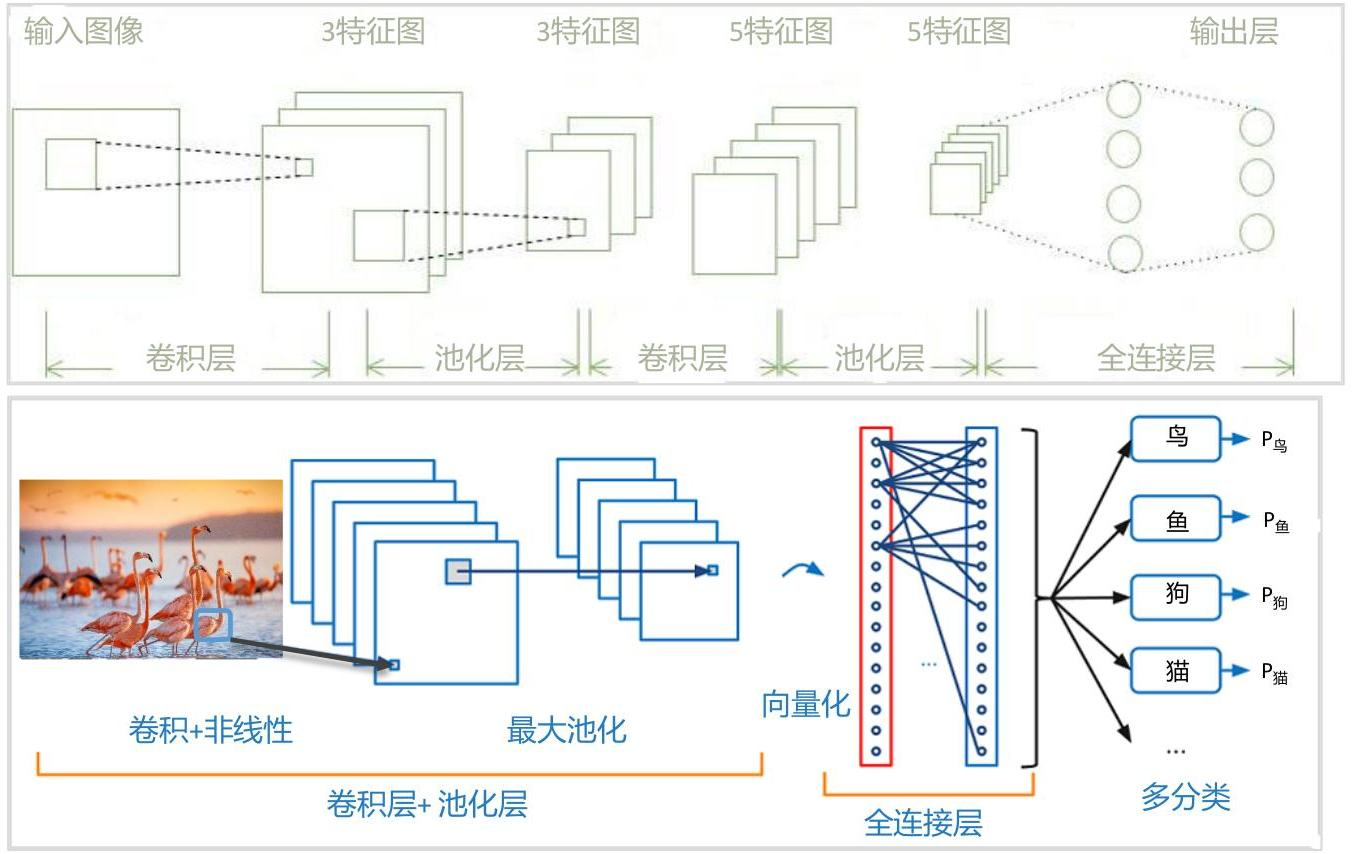 输入图像
3特征图
3特征图
5特征图
5特征图
输出层
卷积层
池化层
卷积层
池化层
全连接层
鸟
P鸟
鱼
P鱼
狗
P狗
猫
P猫
...
...
向量化
卷积+非线性
最大池化
卷积层+ 池化层
全连接层
多分类